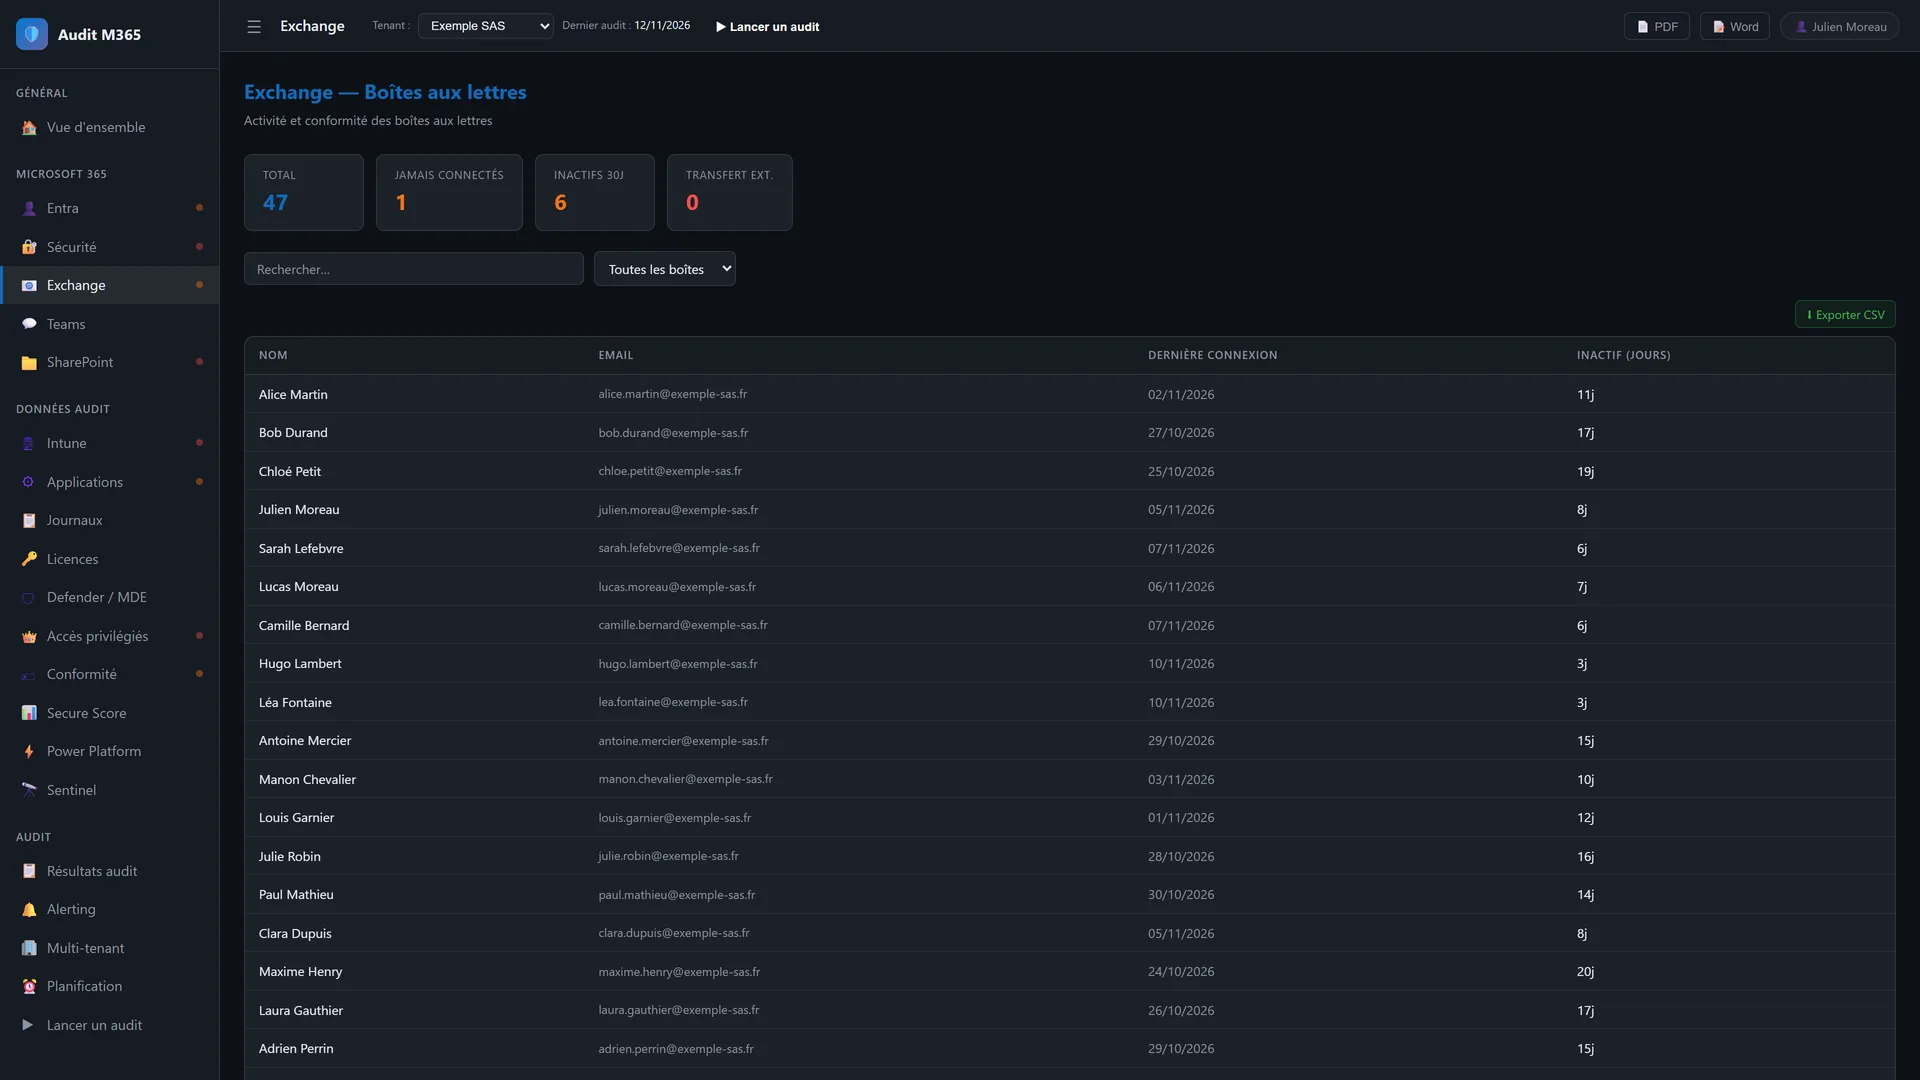 Audit M365
☰ Exchange Tenant : Exemple SAS Dernier audit : 12/11/2026 ▶ Lancer un audit PDF Word Julien Moreau
GÉNÉRAL
Vue d'ensemble
MICROSOFT 365
Entra
Sécurité
Exchange
Teams
SharePoint
DONNÉES AUDIT
Intune
Applications
Journaux
Licences
Defender / MDE
Accès privilégiés
Conformité
Secure Score
Power Platform
Sentinel
AUDIT
Résultats audit
Alerting
Multi-tenant
Planification
▶ Lancer un audit
Exchange — Boîtes aux lettres
Activité et conformité des boîtes aux lettres
TOTAL
47
JAMAIS CONNECTÉS
1
INACTIFS 30J
6
TRANSFERT EXT.
0
Rechercher... Toutes les boîtes
⬇ Exporter CSV
NOM EMAIL DERNIÈRE CONNEXION INACTIF (JOURS)
Alice Martin alice.martin@exemple-sas.fr 02/11/2026 11j
Bob Durand bob.durand@exemple-sas.fr 27/10/2026 17j
Chloé Petit chloe.petit@exemple-sas.fr 25/10/2026 19j
Julien Moreau julien.moreau@exemple-sas.fr 05/11/2026 8j
Sarah Lefebvre sarah.lefebvre@exemple-sas.fr 07/11/2026 6j
Lucas Moreau lucas.moreau@exemple-sas.fr 06/11/2026 7j
Camille Bernard camille.bernard@exemple-sas.fr 07/11/2026 6j
Hugo Lambert hugo.lambert@exemple-sas.fr 10/11/2026 3j
Léa Fontaine lea.fontaine@exemple-sas.fr 10/11/2026 3j
Antoine Mercier antoine.mercier@exemple-sas.fr 29/10/2026 15j
Manon Chevalier manon.chevalier@exemple-sas.fr 03/11/2026 10j
Louis Garnier louis.garnier@exemple-sas.fr 01/11/2026 12j
Julie Robin julie.robin@exemple-sas.fr 28/10/2026 16j
Paul Mathieu paul.mathieu@exemple-sas.fr 30/10/2026 14j
Clara Dupuis clara.dupuis@exemple-sas.fr 05/11/2026 8j
Maxime Henry maxime.henry@exemple-sas.fr 24/10/2026 20j
Laura Gauthier laura.gauthier@exemple-sas.fr 26/10/2026 17j
Adrien Perrin adrien.perrin@exemple-sas.fr 29/10/2026 15j